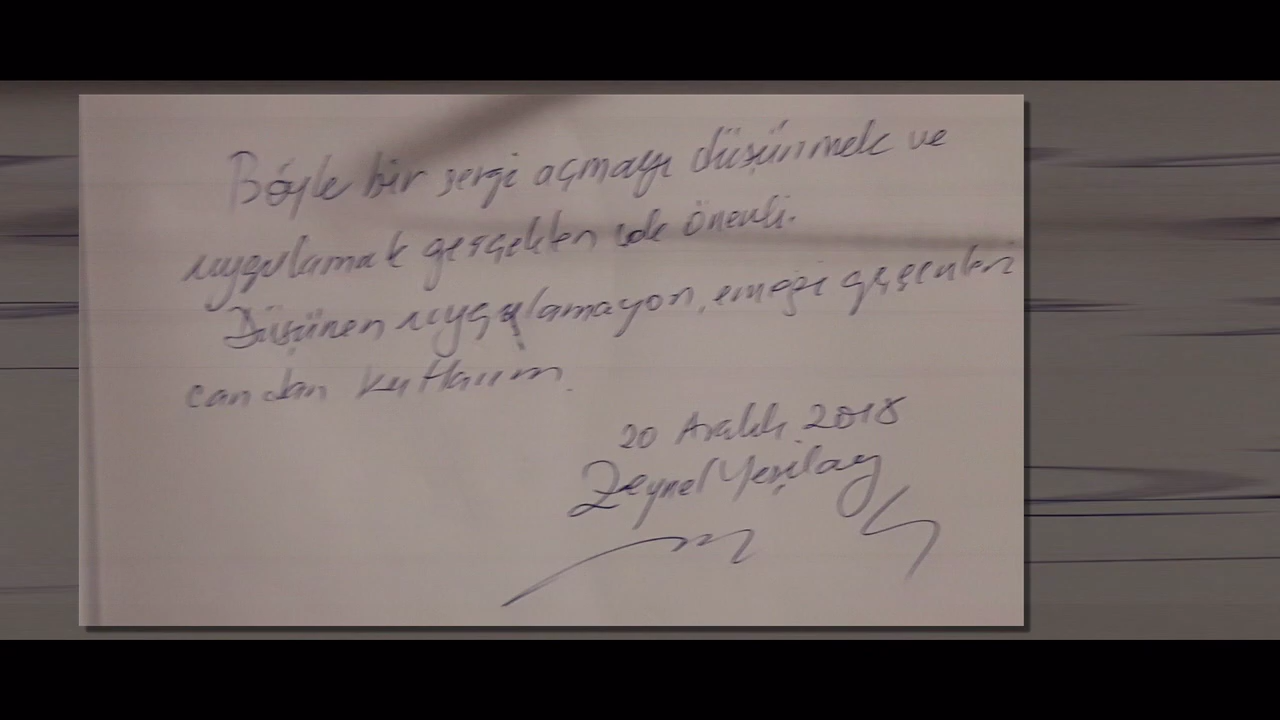 Böyle bir sergi açmayı düşünmek ve
uygulamak gerçekten çok önemli.
Düşünen uygulamayan, emeği geçenleri
candan kutlarım.
20 Aralık 2018
Zeynel Yeşilay